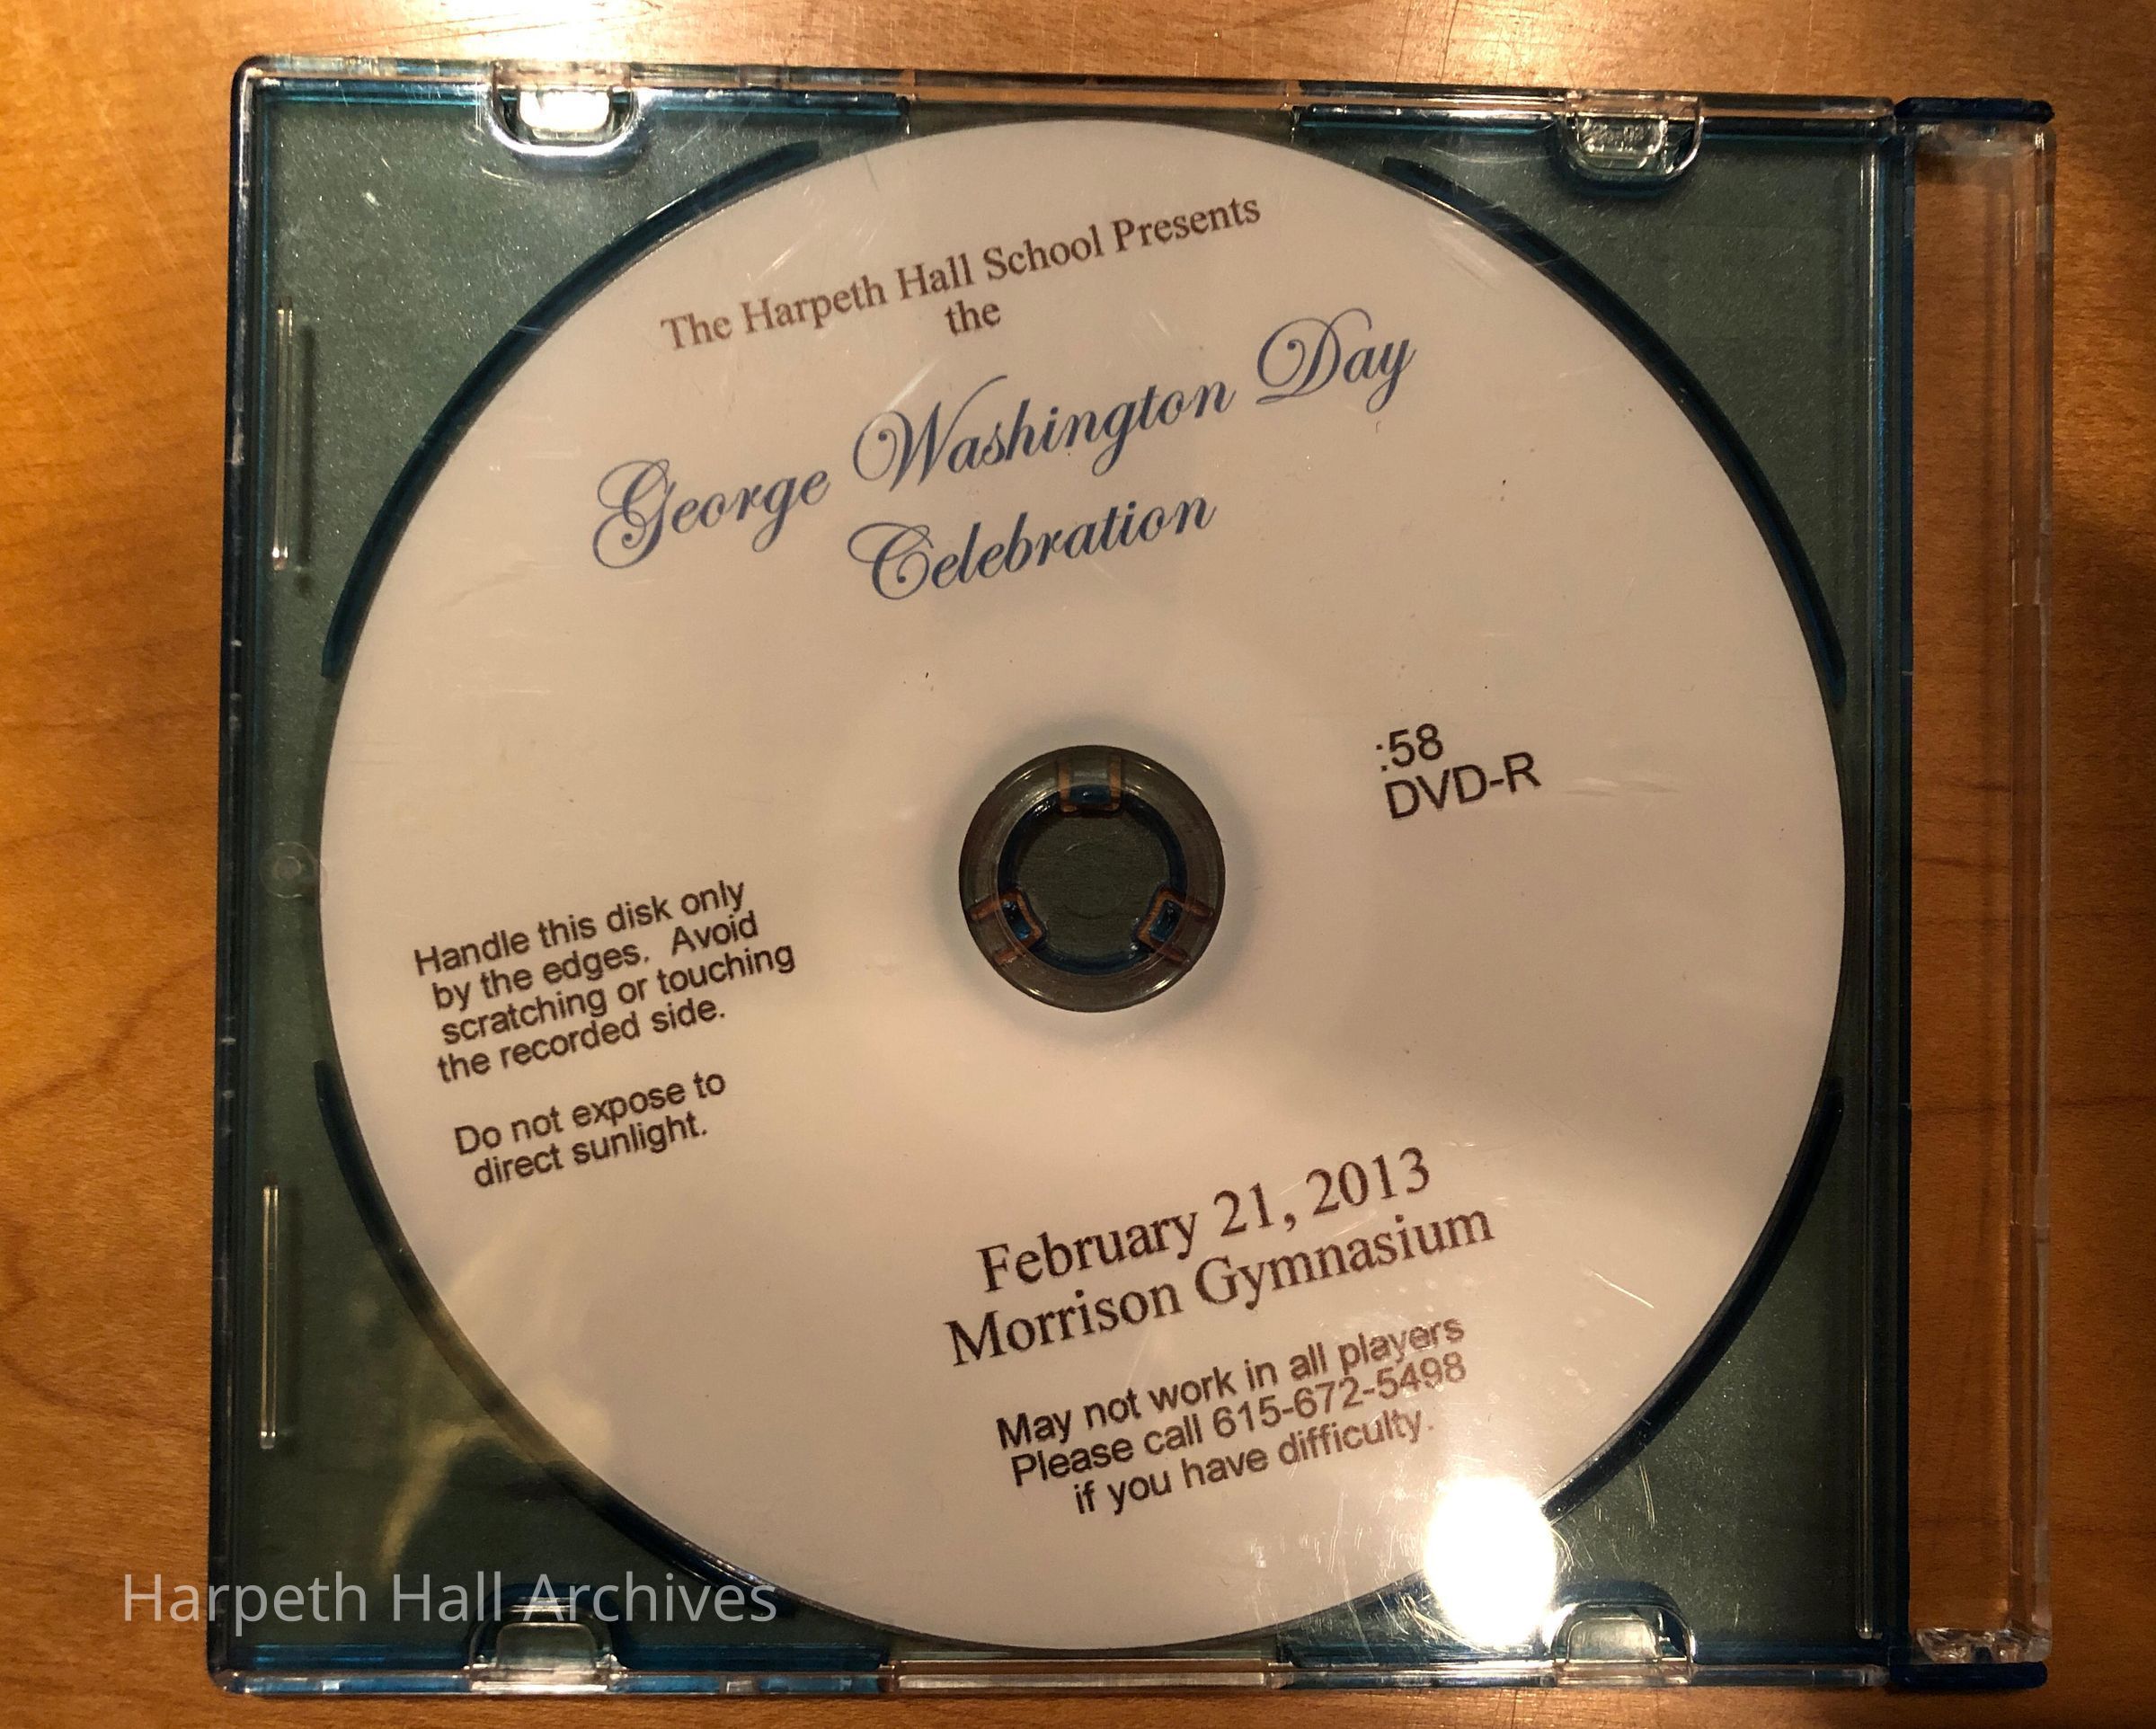 The Harpeth Hall School Presents
the
George Washington Day
Celebration
:58
DVD-R
Handle this disk only
by the edges.  Avoid
scratching or touching
the recorded side.
Do not expose to
direct sunlight.
February 21, 2013
Morrison Gymnasium
May not work in all players
Please call 615-672-5498
if you have difficulty.
Harpeth Hall Archives